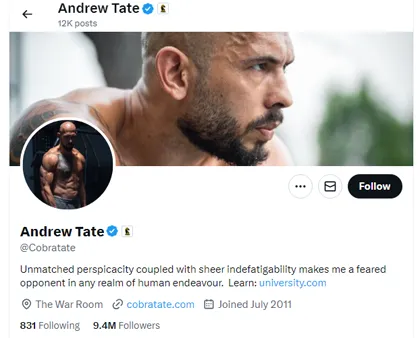 Andrew Tate
12K posts
Follow
Andrew Tate
@Cobratate
Unmatched perspicacity coupled with sheer indefatigability makes me a feared
opponent in any realm of human endeavour. Learn: university.com
The War Room cobratate.com Joined July 2011
831 Following 9.4M Followers